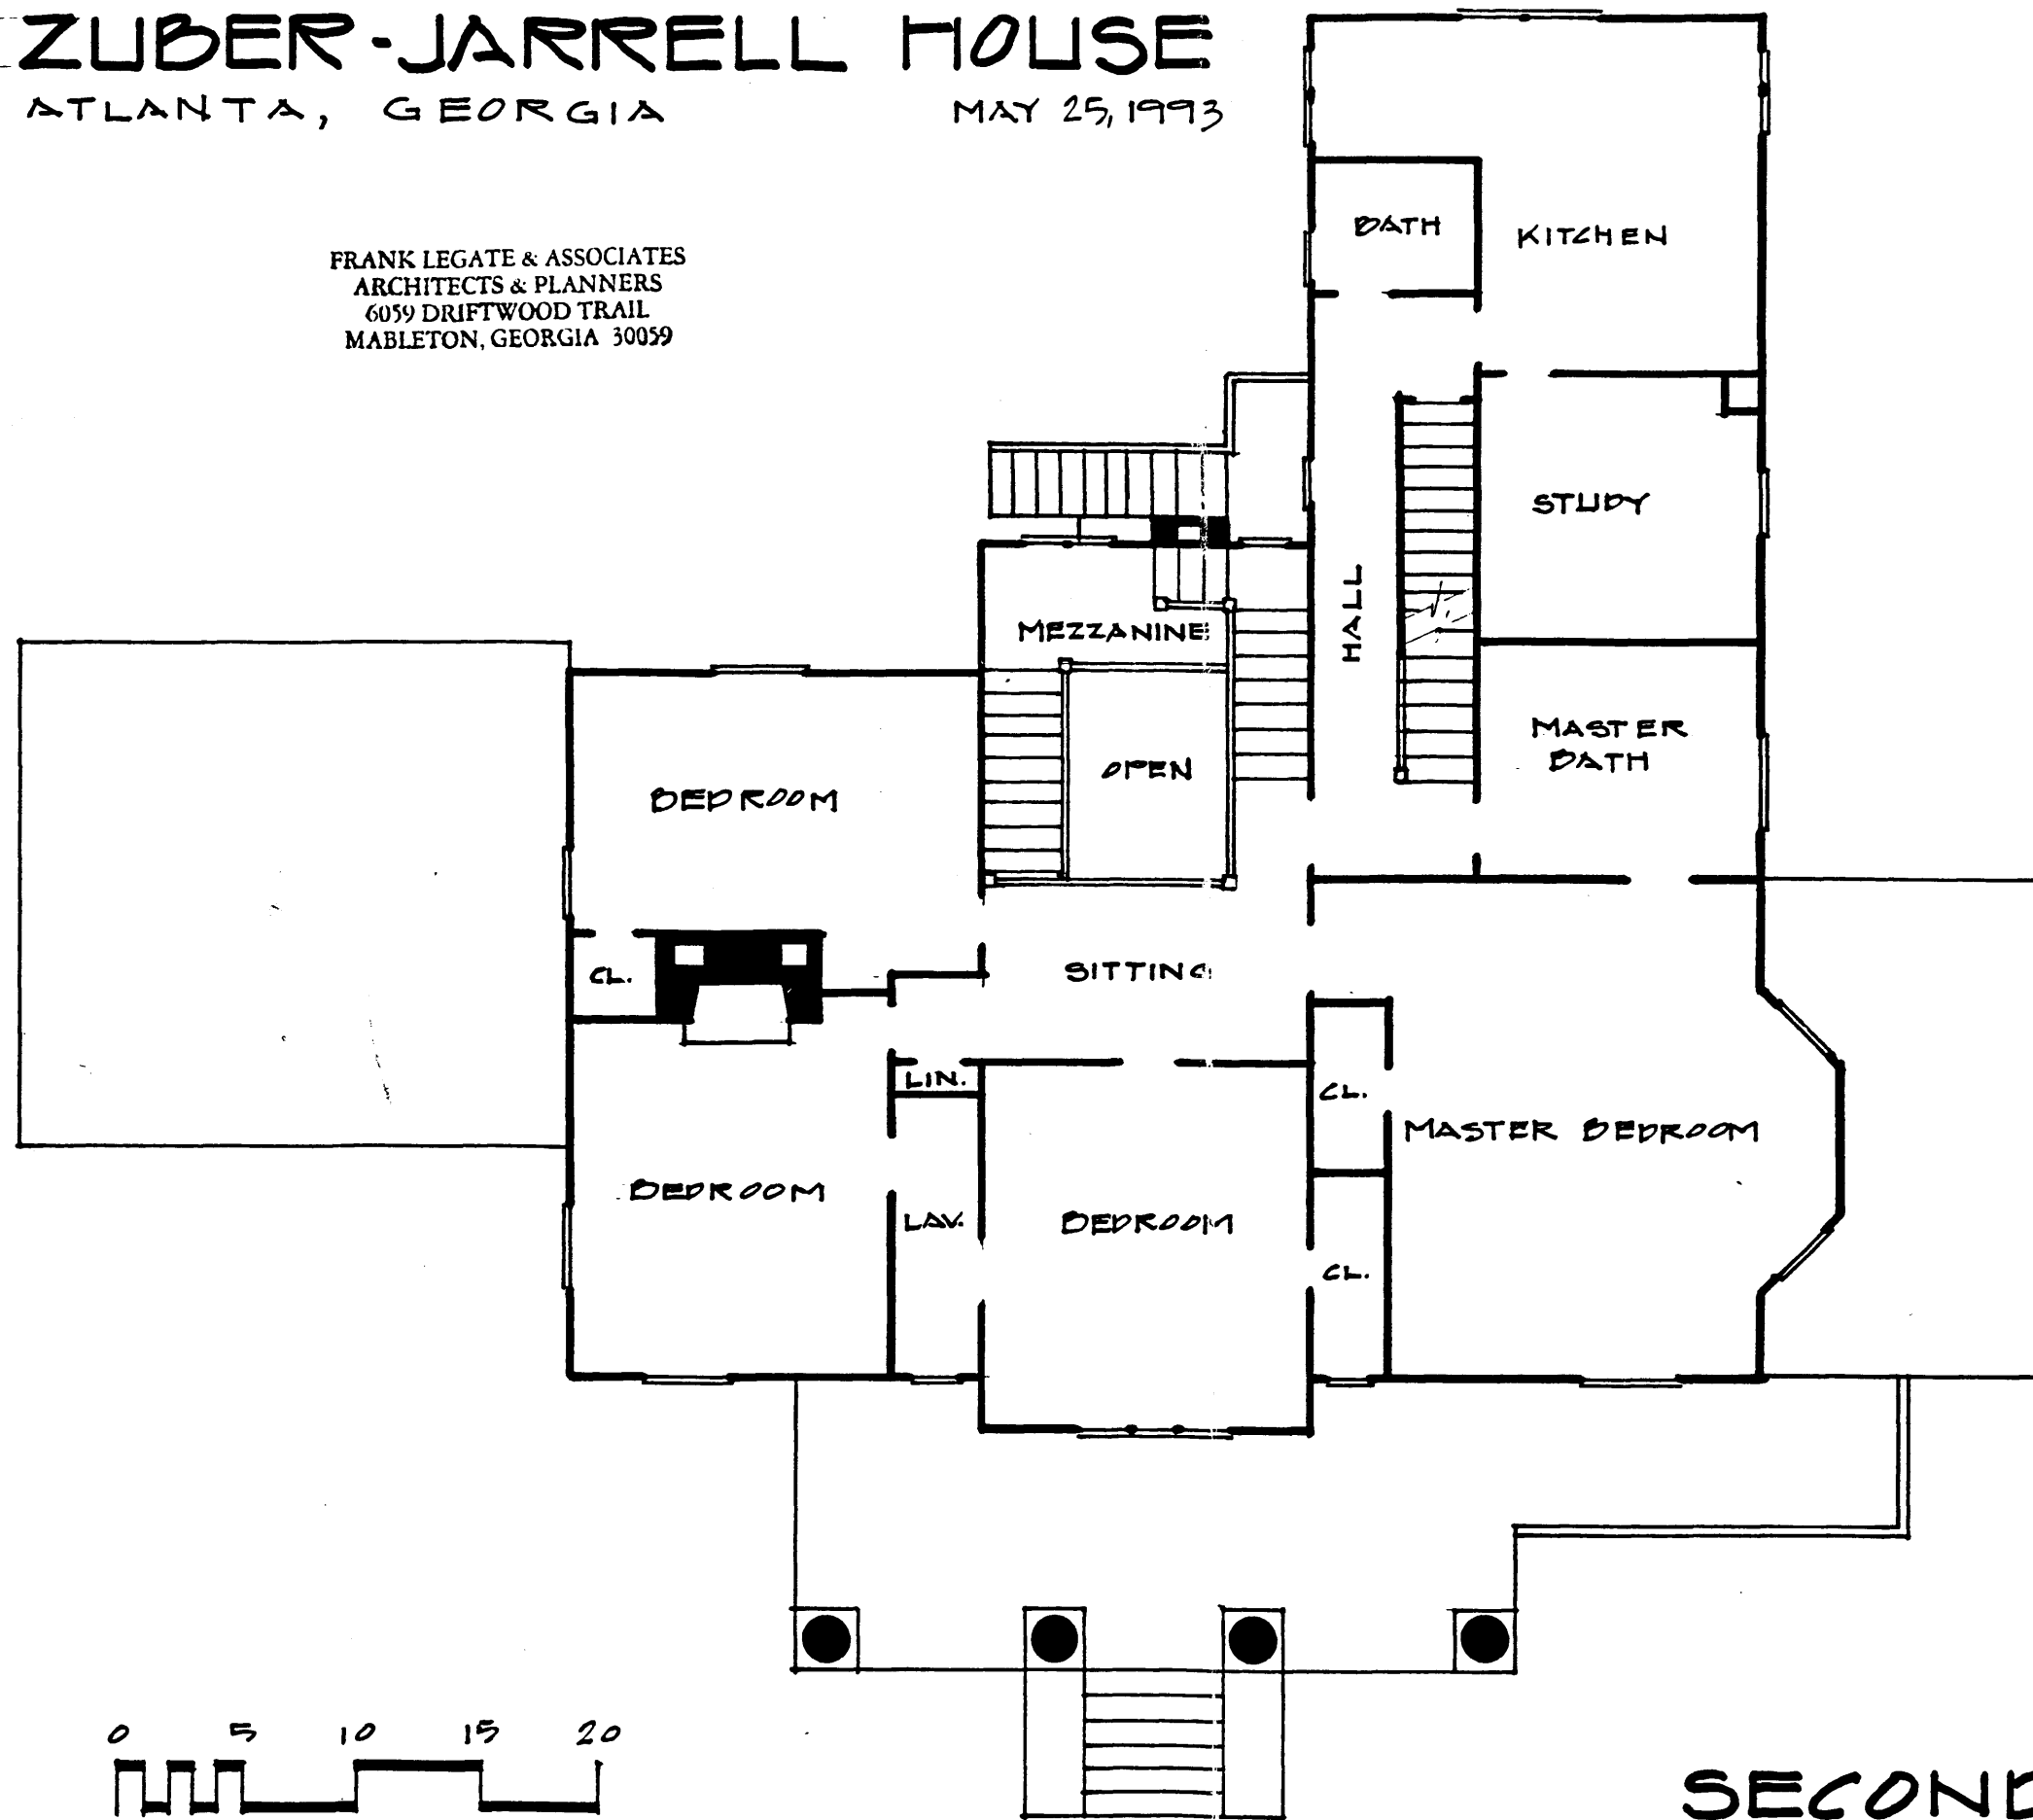 ZUBER-JARRELL HOUSE
ATLANTA, GEORGIA
MAY 25, 1993
FRANK LEGATE & ASSOCIATES
ARCHITECTS & PLANNERS
6059 DRIFTWOOD TRAIL
MABLETON, GEORGIA 30059
BATH
KITCHEN
STUDY
HALL
MEZZANINE
MASTER
BATH
OPEN
BEDROOM
CL.
SITTING
LIN.
CL.
MASTER BEDROOM
BEDROOM
LAV.
BEDROOM
CL.
0 5 10 15 20
SECOND